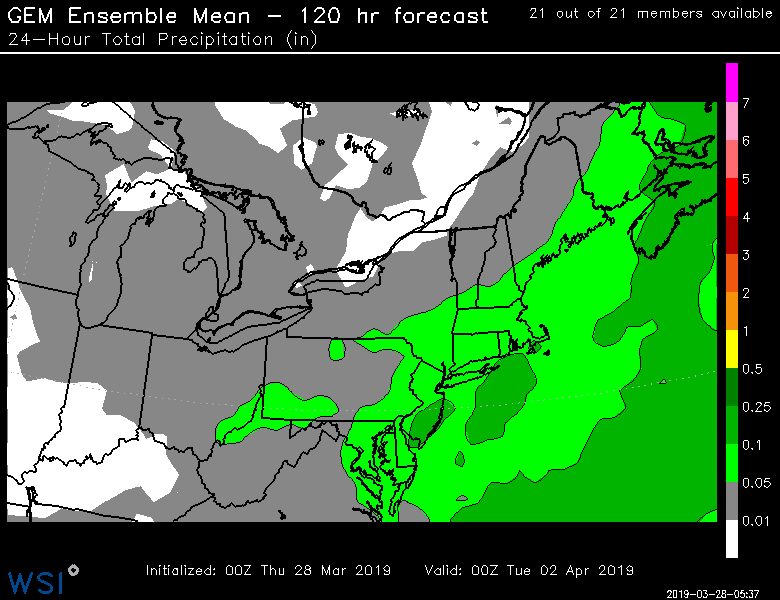 GEM Ensemble Mean - 120 hr forecast
21 out of 21 members available
24-Hour Total Precipitation (in)
7
6
5
4
3
2
1
0.5
0.25
0.1
0.05
0.01
Initialized: 00Z Thu 28 Mar 2019
Valid: 00Z Tue 02 Apr 2019
WSI
2019-03-28-05:37